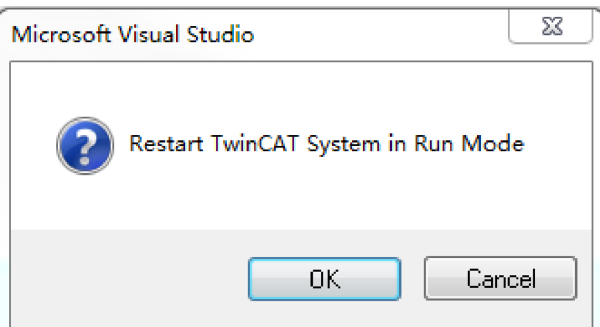 Microsoft Visual Studio
Restart TwinCAT System in Run Mode
OK
Cancel